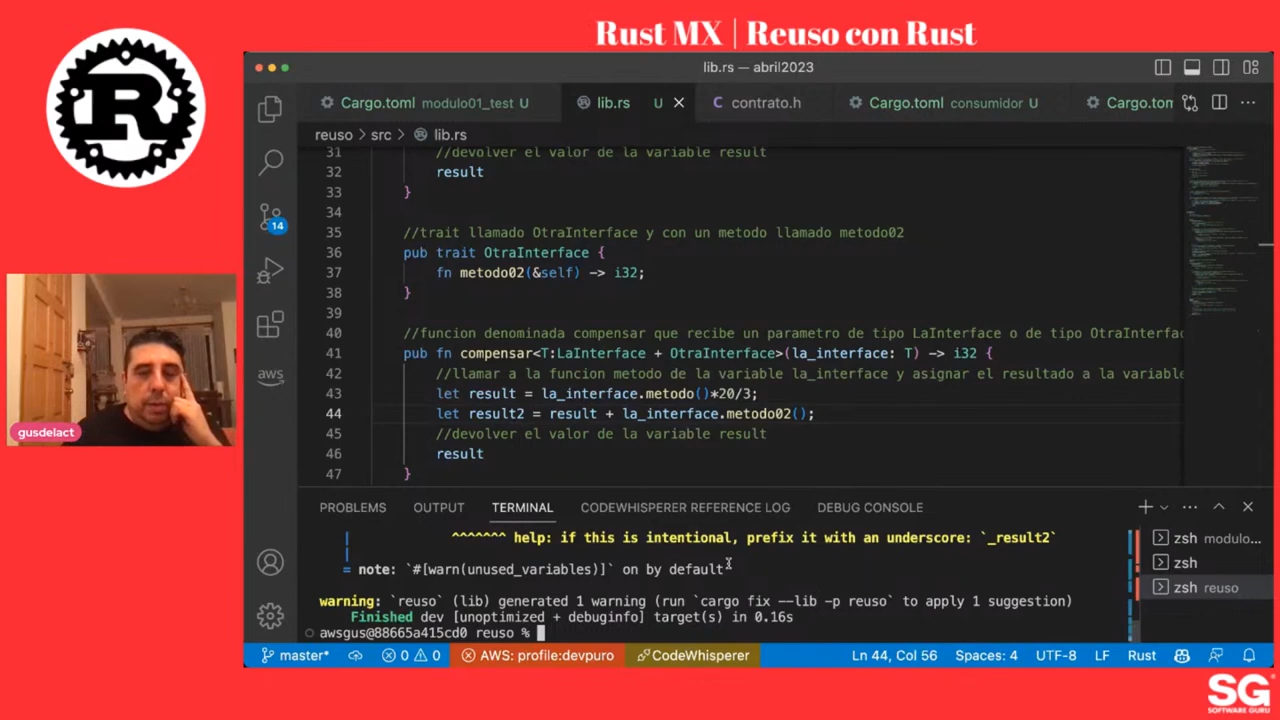 Rust MX | Reuso con Rust
R
lib.rs — abril2023
Cargo.toml modulo01_test U
lib.rs U
contrato.h
Cargo.toml consumidor U
Cargo.ton
reuso > src > lib.rs
31 //devolver el valor de la variable result
32 result
33 }
34
35 //trait llamado OtraInterface y con un metodo llamado metodo02
36 pub trait OtraInterface {
37 fn metodo02(&self) -> i32;
38 }
39
40 //funcion denominada compensar que recibe un parametro de tipo LaInterface o de tipo OtraInterfac
41 pub fn compensar<T:LaInterface + OtraInterface>(la_interface: T) -> i32 {
42 //llamar a la funcion metodo de la variable la_interface y asignar el resultado a la variable
43 let result = la_interface.metodo()*20/3;
44 let result2 = result + la_interface.metodo02();
45 //devolver el valor de la variable result
46 result
47 }
14
aws
gusdelact
PROBLEMS OUTPUT TERMINAL CODEWHISPERER REFERENCE LOG DEBUG CONSOLE
| ^^^^^^^ help: if this is intentional, prefix it with an underscore: `_result2`
|
= note: `#[warn(unused_variables)]` on by default
warning: `reuso` (lib) generated 1 warning (run `cargo fix --lib -p reuso` to apply 1 suggestion)
Finished dev [unoptimized + debuginfo] target(s) in 0.16s
awsgus@88665a415cd0 reuso %
zsh modulo...
zsh
zsh reuso
master* 0 0 AWS: profile:devpuro CodeWhisperer Ln 44, Col 56 Spaces: 4 UTF-8 LF Rust
SG
SOFTWARE GURU